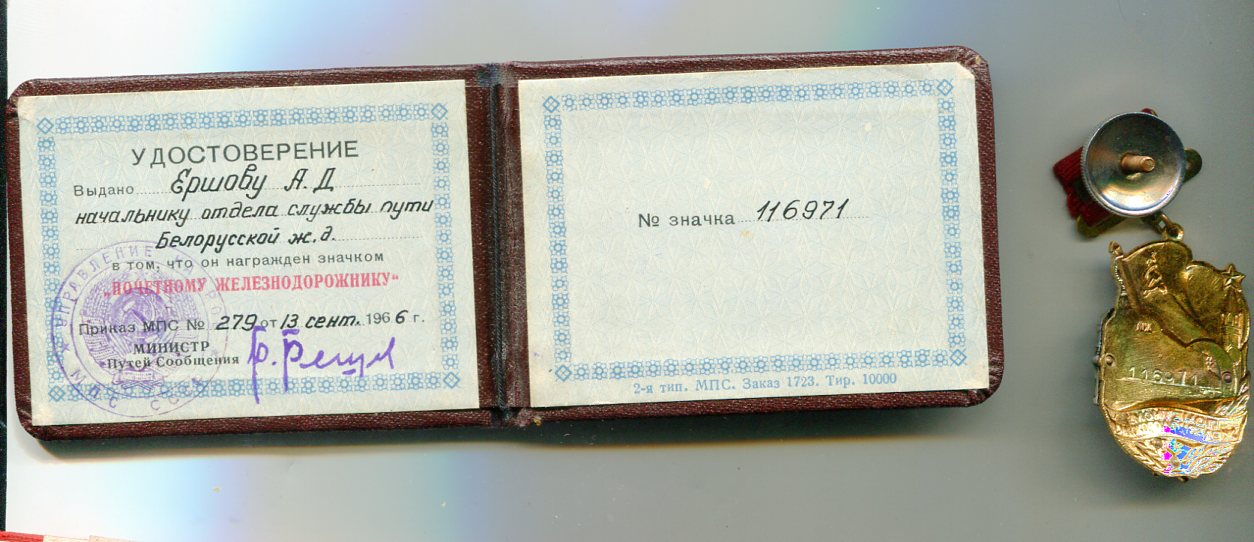 УДОСТОВЕРЕНИЕ
Выдано Ершову А. Д
начальнику отдела службы пути
Белорусской ж. д.
в том, что он награжден значком
„ПОЧЕТНОМУ ЖЕЛЕЗНОДОРОЖНИКУ“
Приказ МПС № 279 от 13 сент. 1966 г.
МИНИСТР
Путей Сообщения
УПРАВЛЕНИЕ
№ значка 116971
2-я тип. МПС. Заказ 1723. Тир. 10000
116971